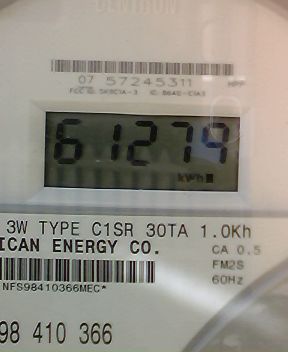 CENTRON
07 57245311
61279
kWh
3W TYPE C1SR 30TA 1.0Kh
ICAN ENERGY CO.
CA 0.5
FM2S
60Hz
NFS98410366MEC*
98 410 366